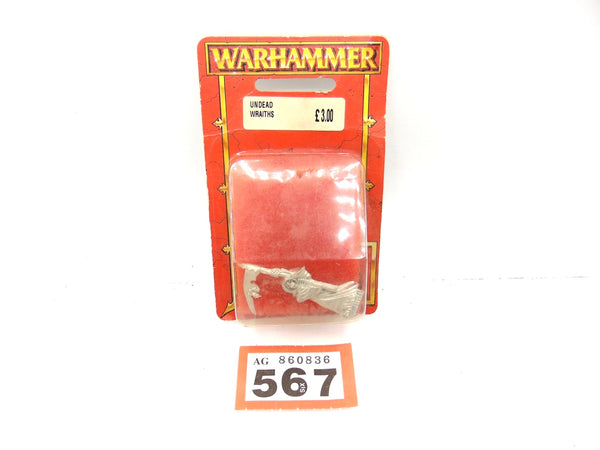 WARHAMMER
UNDEAD
WRAITHS
£3.00
AG 860836
567